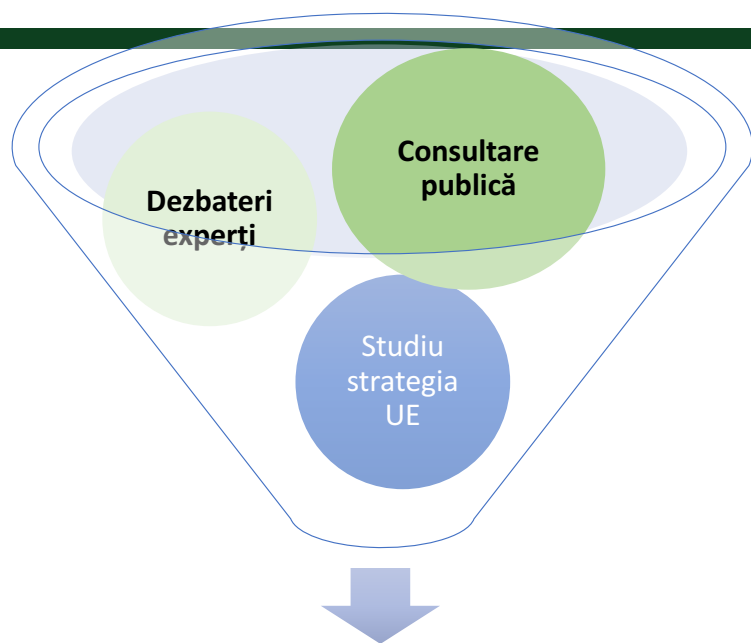 Consultare
publică
Dezbateri
experți
Studiu
strategia
UE